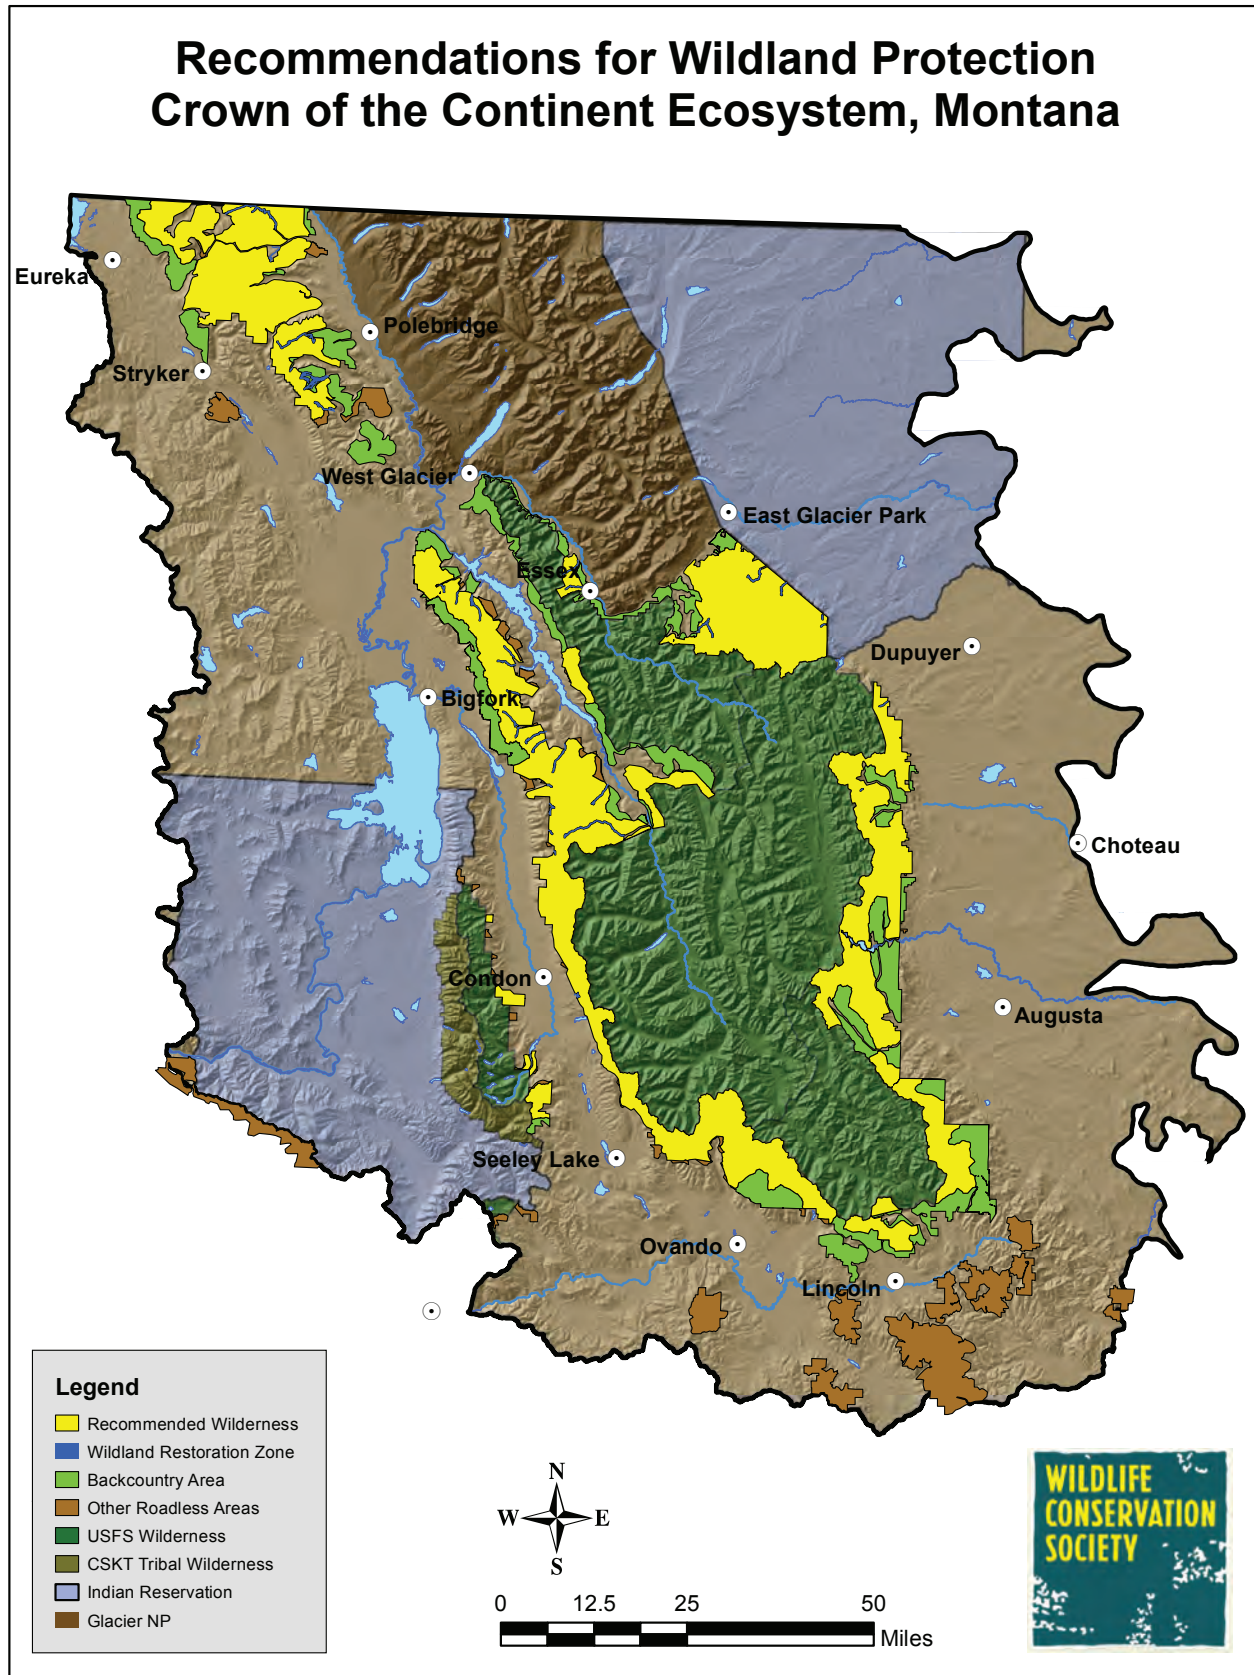 Recommendations for Wildland Protection
Crown of the Continent Ecosystem, Montana
Eureka
Polebridge
Stryker
West Glacier
East Glacier Park
Essex
Dupuyer
Bigfork
Choteau
Condon
Augusta
Seeley Lake
Ovando
Lincoln
Legend
Recommended Wilderness
Wildland Restoration Zone
Backcountry Area
Other Roadless Areas
USFS Wilderness
CSKT Tribal Wilderness
Indian Reservation
Glacier NP
N
W E
S
0 12.5 25 50
Miles
WILDLIFE
CONSERVATION
SOCIETY